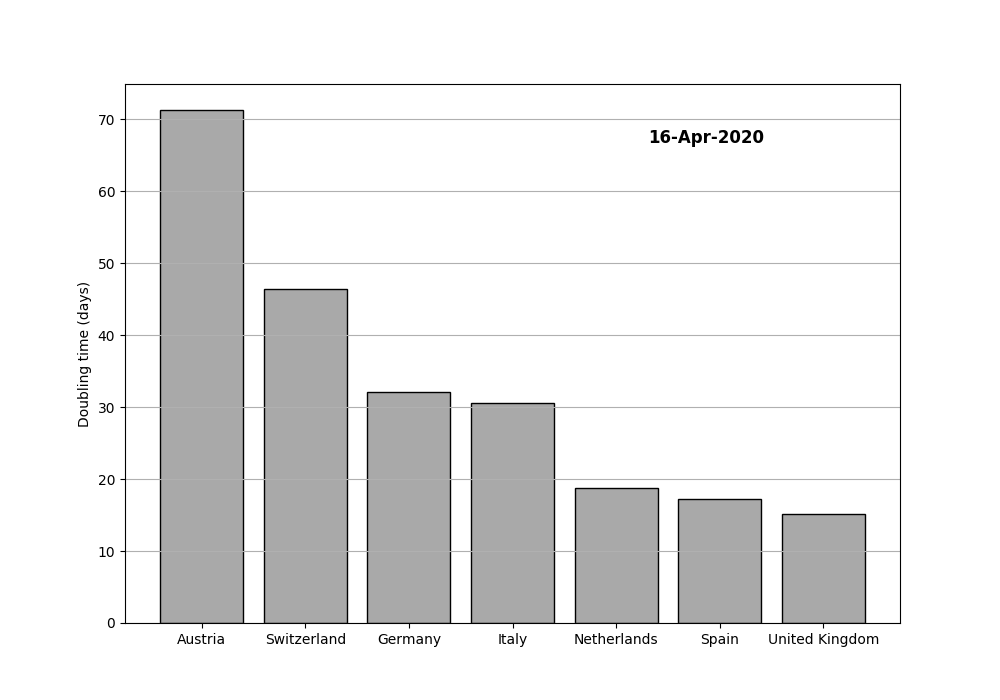 16-Apr-2020
Doubling time (days)
70
60
50
40
30
20
10
0
Austria
Switzerland
Germany
Italy
Netherlands
Spain
United Kingdom